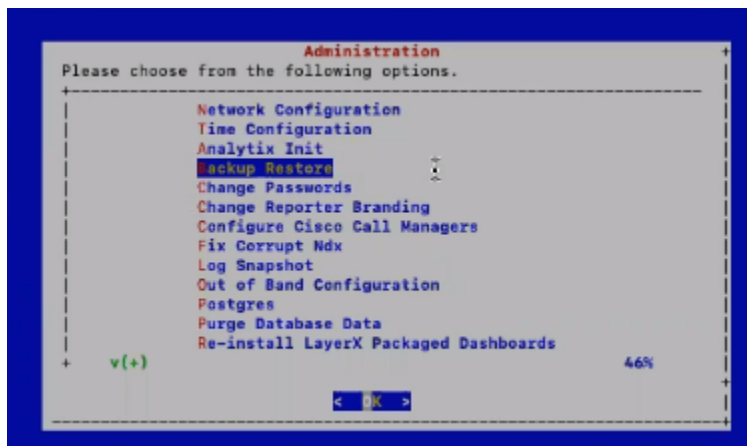 Administration
Please choose from the following options.
Network Configuration
Time Configuration
Analytix Init
Backup Restore
Change Passwords
Change Reporter Branding
Configure Cisco Call Managers
Fix Corrupt Ndx
Log Snapshot
Out of Band Configuration
Postgres
Purge Database Data
Re-install LayerX Packaged Dashboards
v(+) 46%
< OK >